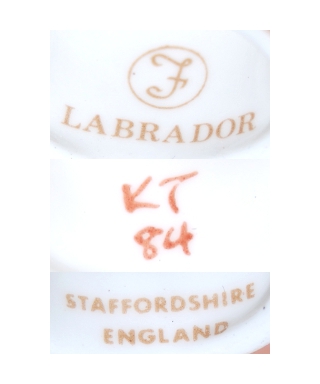 F
LABRADOR
KT
84
STAFFORDSHIRE
ENGLAND